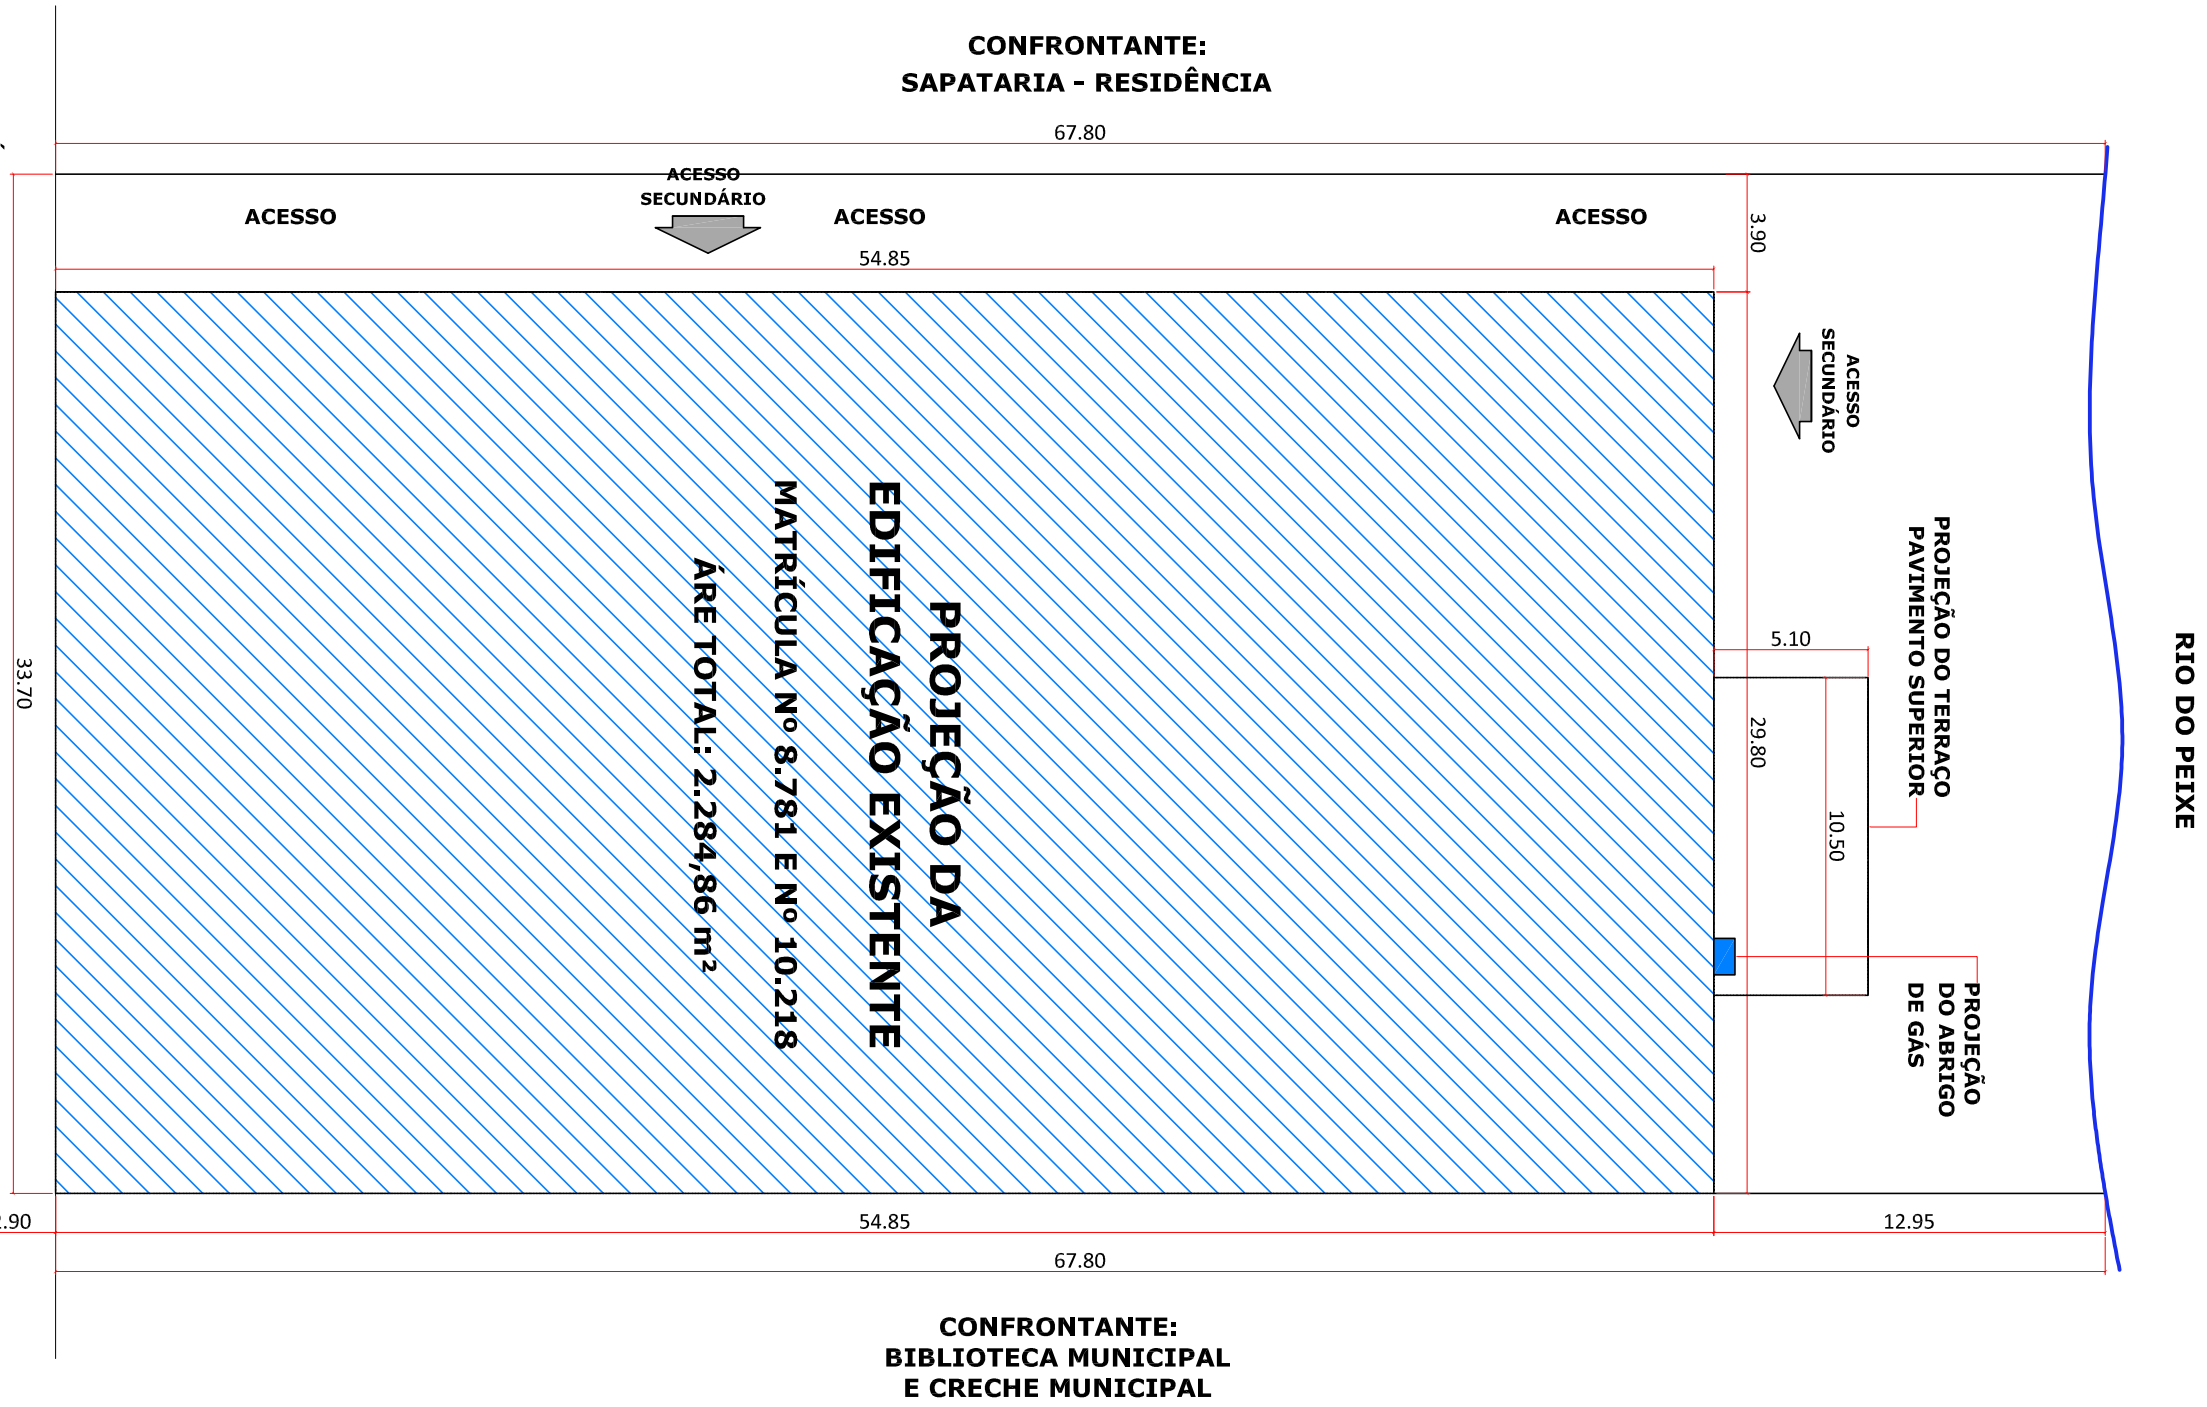 CONFRONTANTE:
SAPATARIA - RESIDÊNCIA
67.80
ACESSO
SECUNDÁRIO
ACESSO
ACESSO
ACESSO
3.90
54.85
ACESSO
SECUNDÁRIO
PROJEÇÃO DO TERRAÇO
PAVIMENTO SUPERIOR
5.10
29.80
10.50
RIO DO PEIXE
PROJEÇÃO DA
EDIFICAÇÃO EXISTENTE
MATRÍCULA Nº 8.781 E Nº 10.218
ÁRE TOTAL: 2.284,86 m²
33.70
PROJEÇÃO
DO ABRIGO
DE GÁS
.90
54.85
12.95
67.80
CONFRONTANTE:
BIBLIOTECA MUNICIPAL
E CRECHE MUNICIPAL